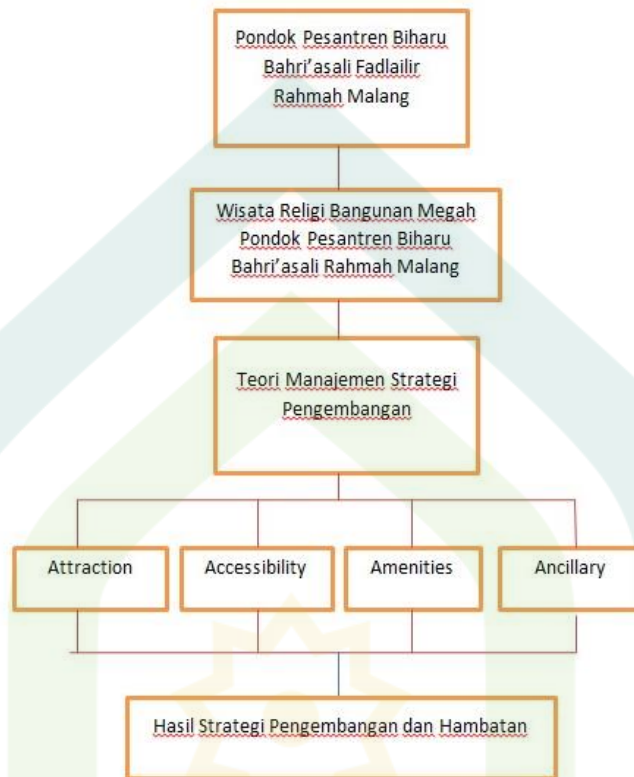 Pondok Pesantren Biharu
Bahri'asali Fadlailir
Rahmah Malang
Wisata Religi Bangunan Megah
Pondok Pesantren Biharu
Bahri'asali Rahmah Malang
Teori Manajemen Strategi
Pengembangan
Attraction
Accessibility
Amenities
Ancillary
Hasil Strategi Pengembangan dan Hambatan